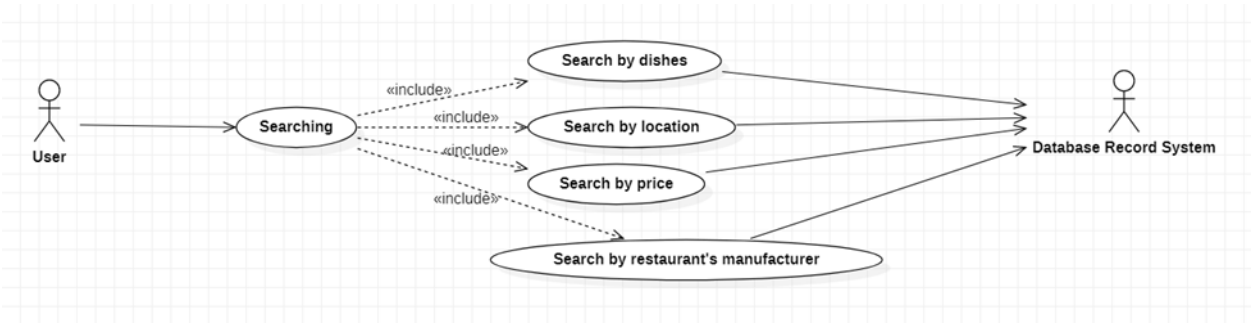 Search by dishes
«include»
Searching
«include»
Search by location
User
Database Record System
«include»
Search by price
«include»
Search by restaurant's manufacturer